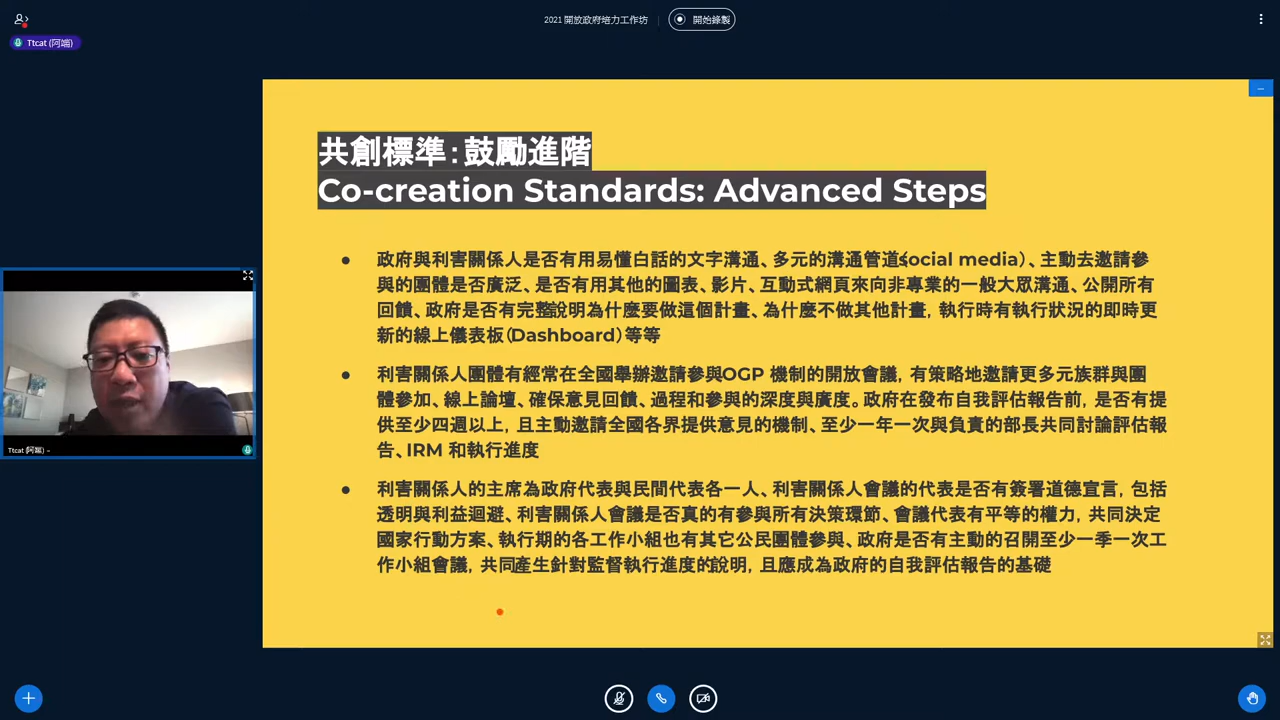 2021 開放政府培力工作坊
開始錄製
Ttcat (阿端)
共創標準：鼓勵進階
Co-creation Standards: Advanced Steps
• 政府與利害關係人是否有用易懂白話的文字溝通、多元的溝通管道（social media）、主動去邀請參
與的團體是否廣泛、是否有用其他的圖表、影片、互動式網頁來向非專業的一般大眾溝通、公開所有
回饋、政府是否有完整說明為什麼要做這個計畫、為什麼不做其他計畫，執行時有執行狀況的即時更
新的線上儀表板（Dashboard）等等
• 利害關係人團體有經常在全國舉辦邀請參與OGP 機制的開放會議，有策略地邀請更多元族群與團
體參加、線上論壇、確保意見回饋、過程和參與的深度與廣度。政府在發布自我評估報告前，是否有提
供至少四週以上，且主動邀請全國各界提供意見的機制、至少一年一次與負責的部長共同討論評估報
告、IRM 和執行進度
• 利害關係人的主席為政府代表與民間代表各一人、利害關係人會議的代表是否有簽署道德宣言，包括
透明與利益迴避、利害關係人會議是否真的有參與所有決策環節、會議代表有平等的權力，共同決定
國家行動方案、執行期的各工作小組也有其它公民團體參與、政府是否有主動的召開至少一季一次工
作小組會議，共同產生針對監督執行進度的說明，且應成為政府的自我評估報告的基礎
Ttcat (阿端)